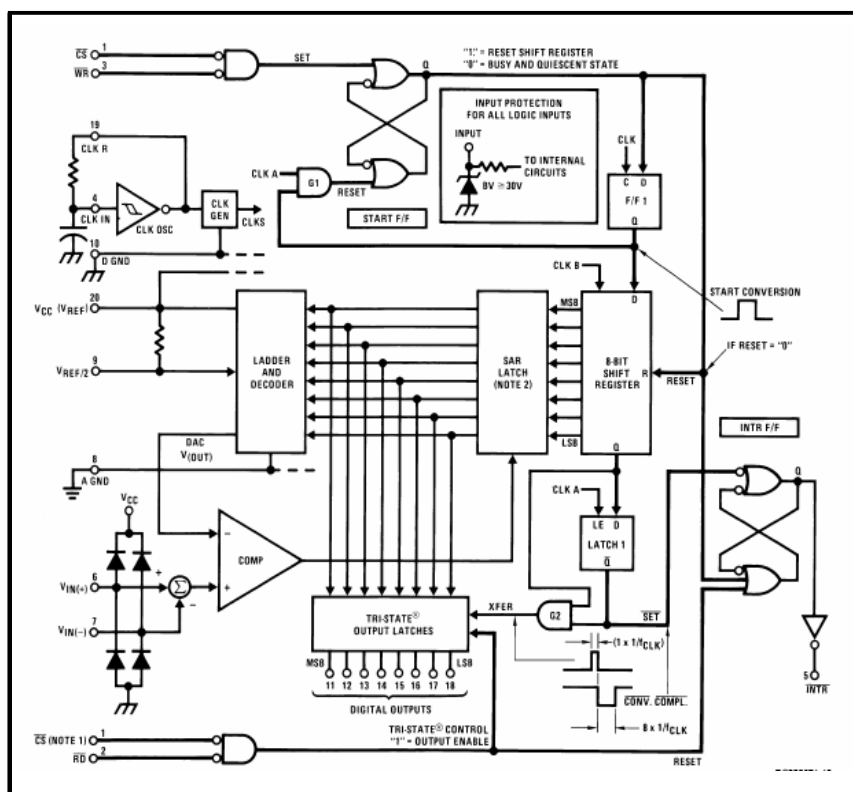 CS 1
WR 3
SET
Q
"1" = RESET SHIFT REGISTER
"0" = BUSY AND QUIESCENT STATE
INPUT PROTECTION
FOR ALL LOGIC INPUTS
INPUT
TO INTERNAL
CIRCUITS
BV ≥ 30V
19
CLK R
4
CLK IN
CLK OSC
CLK
GEN
CLKS
10
D GND
CLK A
G1
RESET
START F/F
CLK
C D
F/F 1
Q
START CONVERSION
CLK B
D
20
VCC (VREF)
9
VREF/2
LADDER
AND
DECODER
MSB
SAR
LATCH
(NOTE 2)
LSB
8-BIT
SHIFT
REGISTER
R
Q
RESET
IF RESET = "0"
INTR F/F
Q
DAC
V(OUT)
8
A GND
VCC
CLK A
LE D
LATCH 1
Q
COMP
−
+
6
VIN(+)
+
Σ
−
7
VIN(−)
XFER
G2
SET
TRI-STATE®
OUTPUT LATCHES
MSB
LSB
11 12 13 14 15 16 17 18
DIGITAL OUTPUTS
(1 x 1/fCLK)
CONV. COMPL.
8 x 1/fCLK
5
INTR
CS (NOTE 1) 1
RD 2
TRI-STATE® CONTROL
"1" = OUTPUT ENABLE
RESET